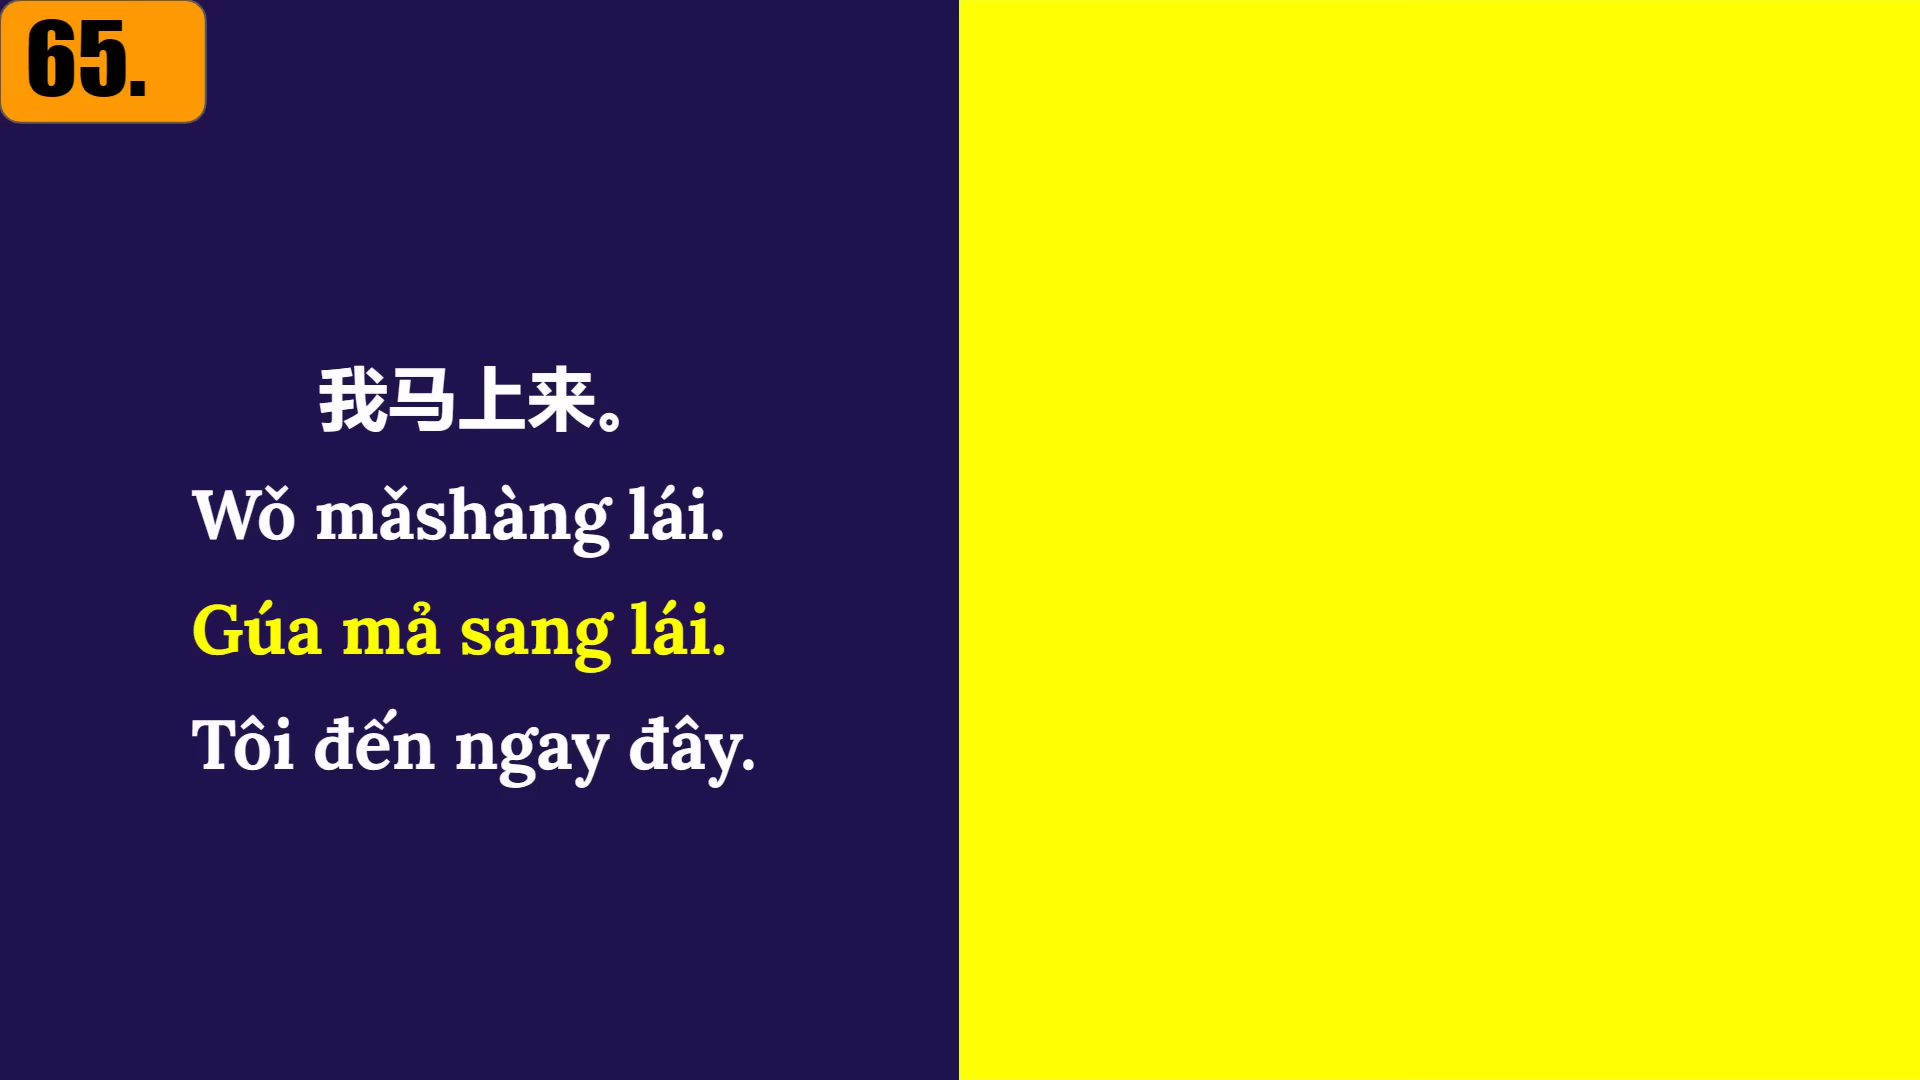 65.
我马上来。
Wǒ mǎshàng lái.
Gúa mả sang lái.
Tôi đến ngay đây.